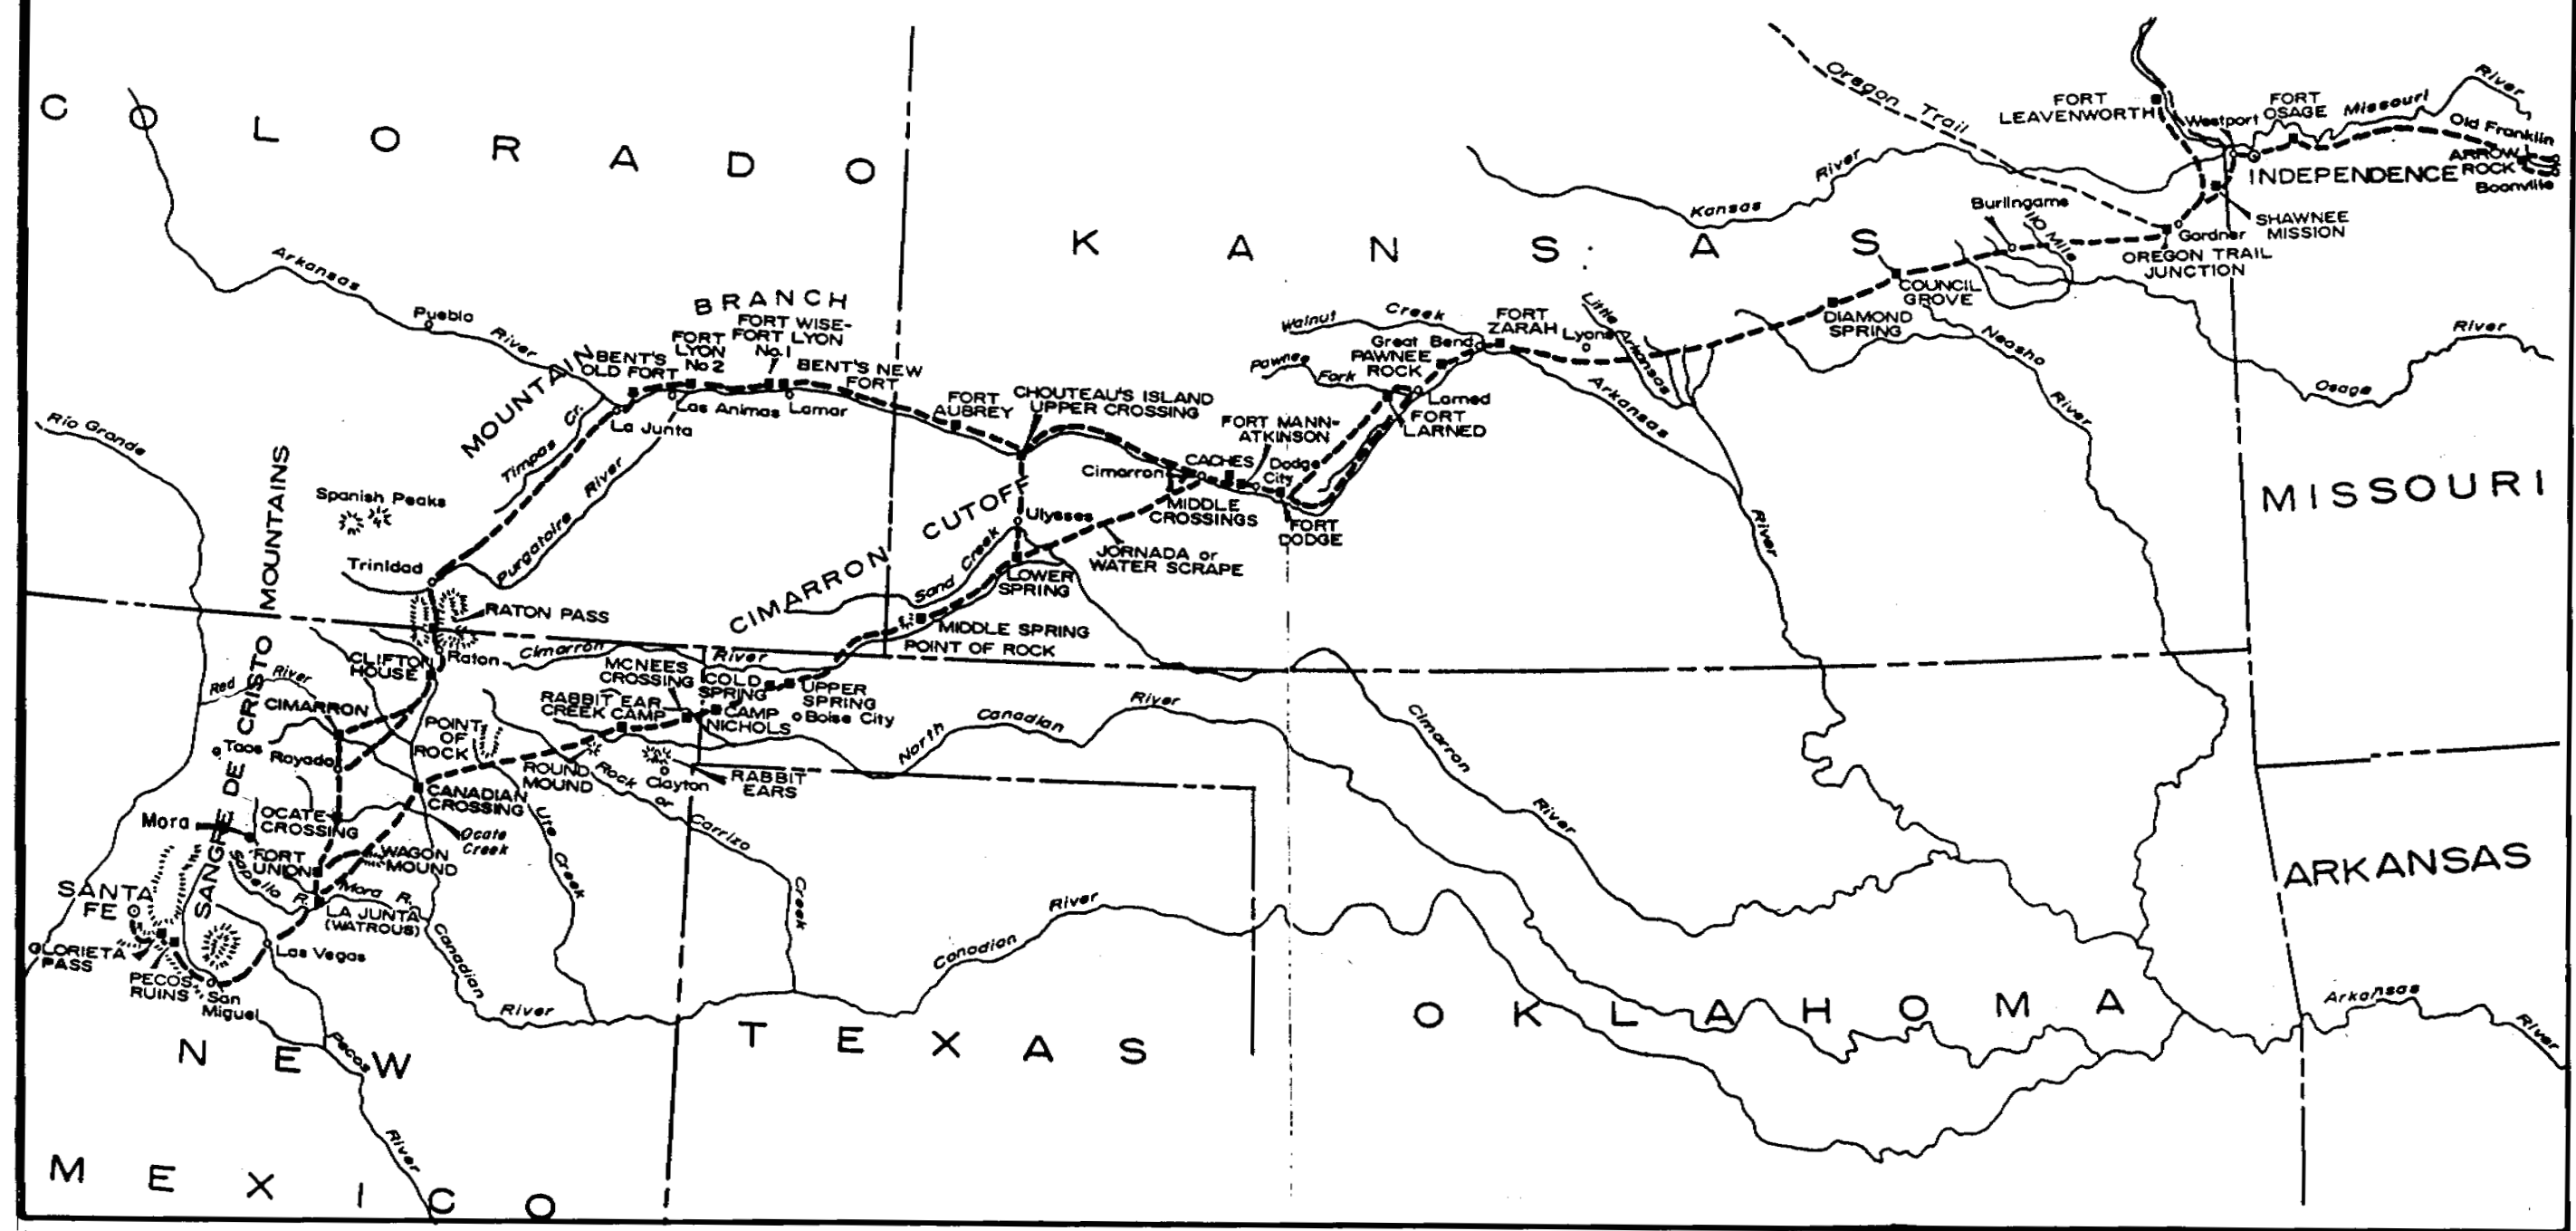 COLORADO
KANSAS
MISSOURI
ARKANSAS
OKLAHOMA
TEXAS
NEW
MEXICO
Oregon Trail
FORT
LEAVENWORTH
Westport
FORT
OSAGE
Missouri
River
Old Franklin
ARROW
ROCK
Boonville
INDEPENDENCE
SHAWNEE
MISSION
Gardner
OREGON TRAIL
JUNCTION
Kansas
River
Burlingame
110 Mile
COUNCIL
GROVE
DIAMOND
SPRING
Neosho
River
Osage
River
Little Arkansas
Lyons
FORT
ZARAH
Walnut
Creek
Great Bend
PAWNEE
ROCK
Pawnee
Fork
Larned
FORT
LARNED
Arkansas
River
FORT MANN-
ATKINSON
CACHES
Dodge
City
Cimarron
MIDDLE
CROSSINGS
FORT
DODGE
JORNADA or
WATER SCRAPE
CHOUTEAU'S ISLAND
UPPER CROSSING
FORT
AUBREY
Ulysses
Sand Creek
LOWER
SPRING
MIDDLE SPRING
POINT OF ROCK
CIMARRON CUTOFF
MOUNTAIN
BRANCH
FORT WISE-
FORT LYON
No.1
FORT
LYON
No 2
BENT'S
OLD FORT
BENT'S NEW
FORT
Las Animas
Lamar
La Junta
Arkansas
River
Pueblo
Timpas Cr.
Purgatoire River
Rio Grande
Spanish Peaks
Trinidad
RATON PASS
SANGRE DE CRISTO MOUNTAINS
Raton
CLIFTON
HOUSE
Cimarron
River
Red River
CIMARRON
Taos
Rayado
POINT
OF
ROCK
MCNEES
CROSSING
COLD
SPRING
UPPER
SPRING
RABBIT EAR
CREEK CAMP
CAMP
NICHOLS
Boise City
ROUND
MOUND
Rock or Carrizo Creek
Clayton
RABBIT
EARS
North Canadian
River
Cimarron
River
CANADIAN
CROSSING
Ocate
Creek
Ute
Creek
Mora
OCATE
CROSSING
FORT
UNION
WAGON
MOUND
Sapello R.
Mora R.
LA JUNTA
(WATROUS)
SANTA
FE
GLORIETA
PASS
PECOS
RUINS
San
Miguel
Las Vegas
Canadian
River
Pecos
River
Canadian
River
Arkansas
River